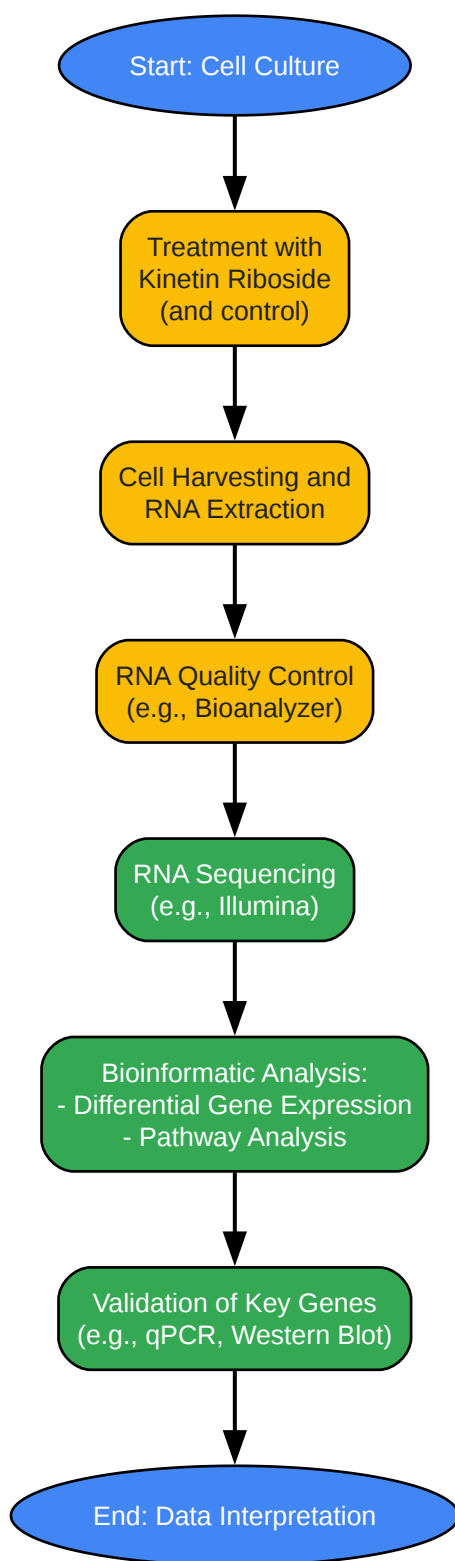 Start: Cell Culture
Treatment with
Kinetin Riboside
(and control)
Cell Harvesting and
RNA Extraction
RNA Quality Control
(e.g., Bioanalyzer)
RNA Sequencing
(e.g., Illumina)
Bioinformatic Analysis:
- Differential Gene Expression
- Pathway Analysis
Validation of Key Genes
(e.g., qPCR, Western Blot)
End: Data Interpretation